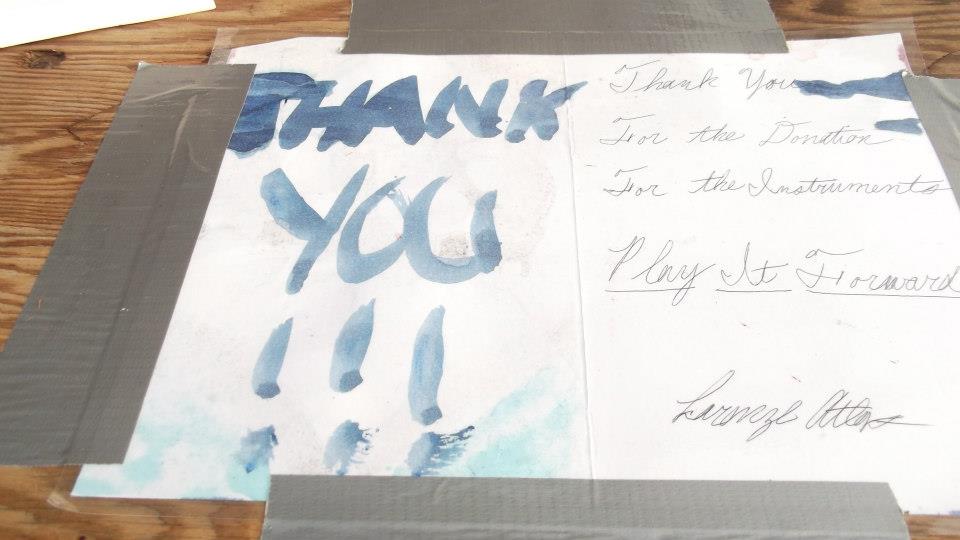 THANK
YOU
!!!
Thank You
For the Donation
For the Instruments
Play It Forward